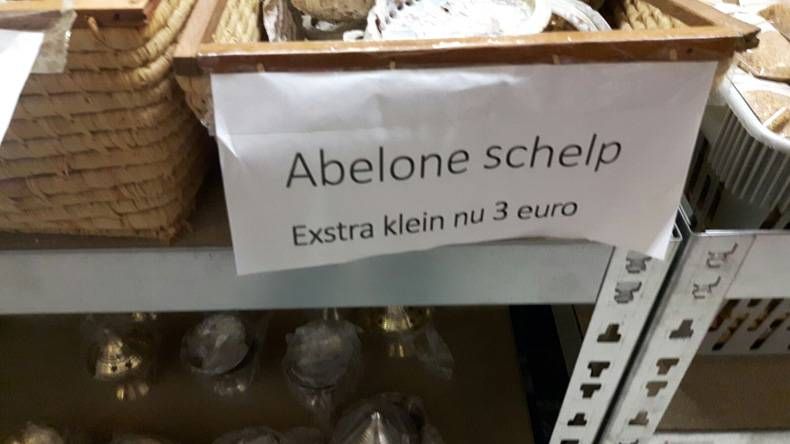 Abelone schelp
Exstra klein nu 3 euro